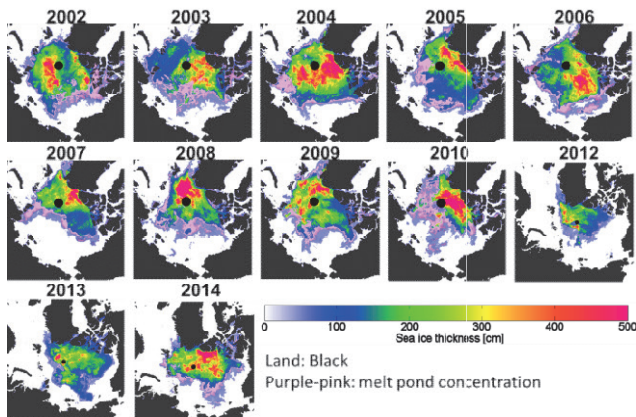 2002 2003 2004 2005 2006
2007 2008 2009 2010 2012
2013 2014
0 100 200 300 400 500
Sea ice thickness [cm]
Land: Black
Purple-pink: melt pond concentration